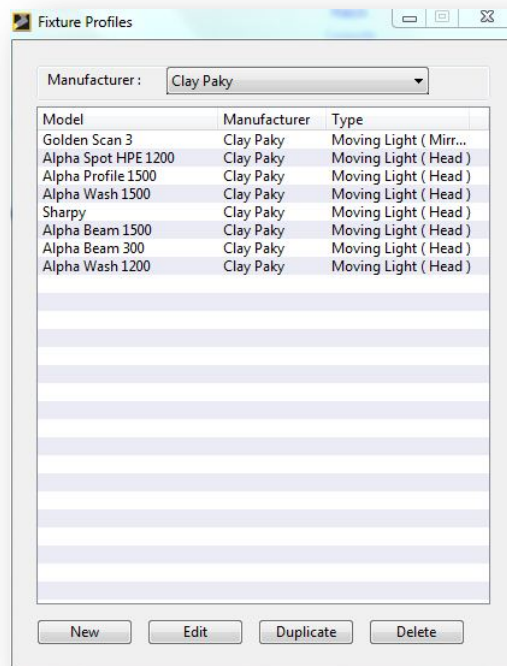 Fixture Profiles
Manufacturer : Clay Paky
Model Manufacturer Type
Golden Scan 3 Clay Paky Moving Light ( Mirr...
Alpha Spot HPE 1200 Clay Paky Moving Light ( Head )
Alpha Profile 1500 Clay Paky Moving Light ( Head )
Alpha Wash 1500 Clay Paky Moving Light ( Head )
Sharpy Clay Paky Moving Light ( Head )
Alpha Beam 1500 Clay Paky Moving Light ( Head )
Alpha Beam 300 Clay Paky Moving Light ( Head )
Alpha Wash 1200 Clay Paky Moving Light ( Head )
New Edit Duplicate Delete